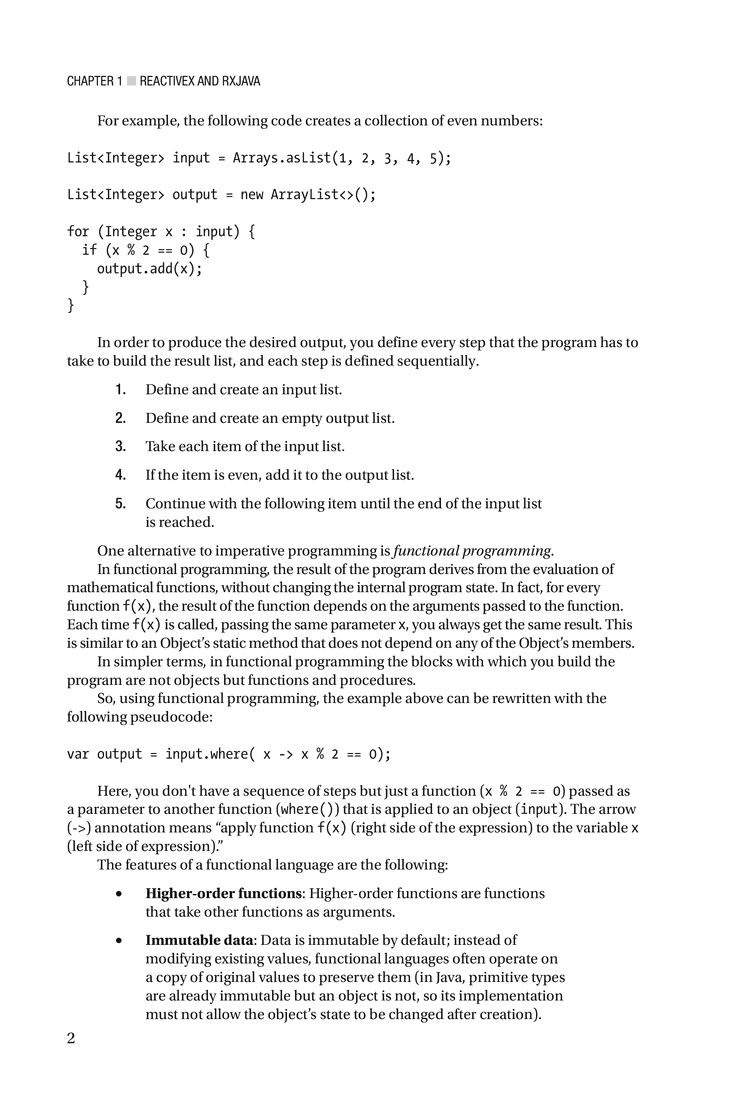 CHAPTER 1 ■ REACTIVEX AND RXJAVA
For example, the following code creates a collection of even numbers:
List<Integer> input = Arrays.asList(1, 2, 3, 4, 5);
List<Integer> output = new ArrayList<>();
for (Integer x : input) {
  if (x % 2 == 0) {
    output.add(x);
  }
}
In order to produce the desired output, you define every step that the program has to
take to build the result list, and each step is defined sequentially.
1. Define and create an input list.
2. Define and create an empty output list.
3. Take each item of the input list.
4. If the item is even, add it to the output list.
5. Continue with the following item until the end of the input list
is reached.
One alternative to imperative programming is functional programming.
In functional programming, the result of the program derives from the evaluation of
mathematical functions, without changing the internal program state. In fact, for every
function f(x), the result of the function depends on the arguments passed to the function.
Each time f(x) is called, passing the same parameter x, you always get the same result. This
is similar to an Object’s static method that does not depend on any of the Object’s members.
In simpler terms, in functional programming the blocks with which you build the
program are not objects but functions and procedures.
So, using functional programming, the example above can be rewritten with the
following pseudocode:
var output = input.where( x -> x % 2 == 0);
Here, you don't have a sequence of steps but just a function (x % 2 == 0) passed as
a parameter to another function (where()) that is applied to an object (input). The arrow
(->) annotation means “apply function f(x) (right side of the expression) to the variable x
(left side of expression).”
The features of a functional language are the following:
• Higher-order functions: Higher-order functions are functions
that take other functions as arguments.
• Immutable data: Data is immutable by default; instead of
modifying existing values, functional languages often operate on
a copy of original values to preserve them (in Java, primitive types
are already immutable but an object is not, so its implementation
must not allow the object’s state to be changed after creation).
2